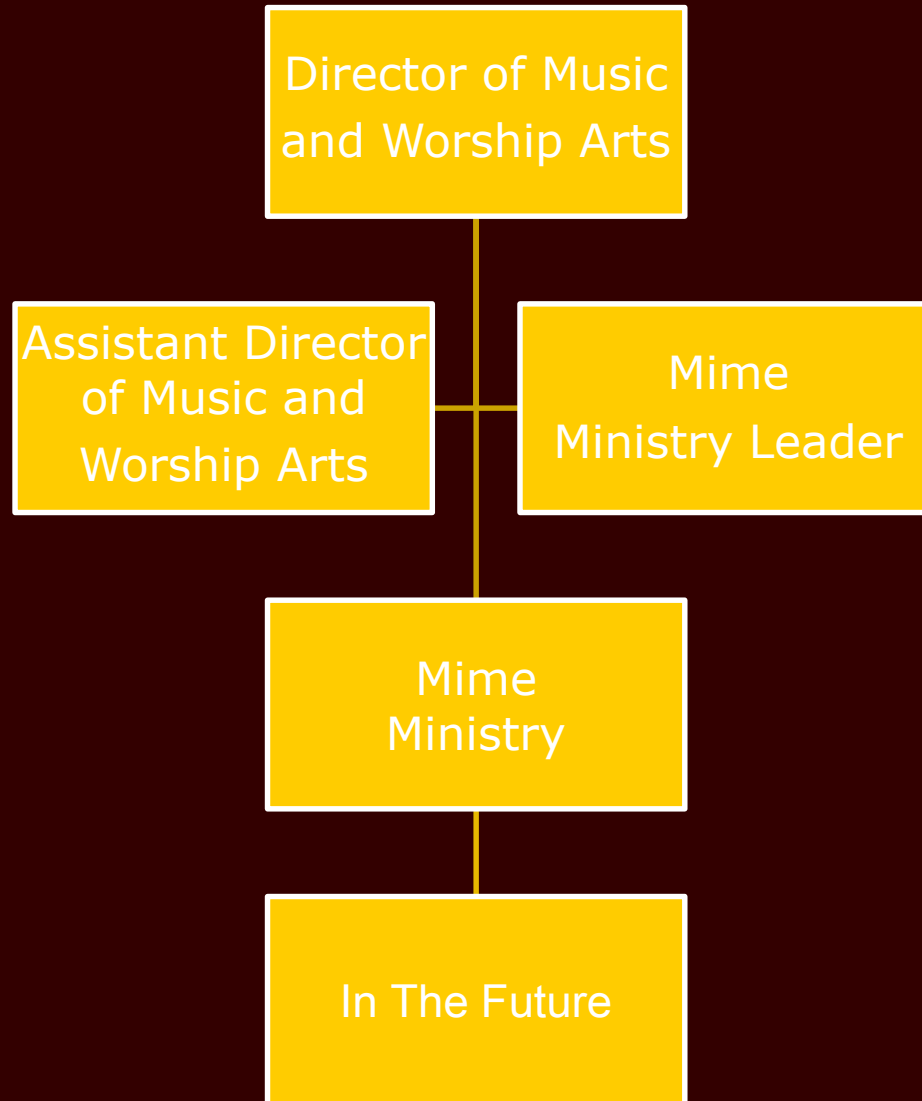 Director of Music
and Worship Arts
Assistant Director
of Music and
Worship Arts
Mime
Ministry Leader
Mime
Ministry
In The Future